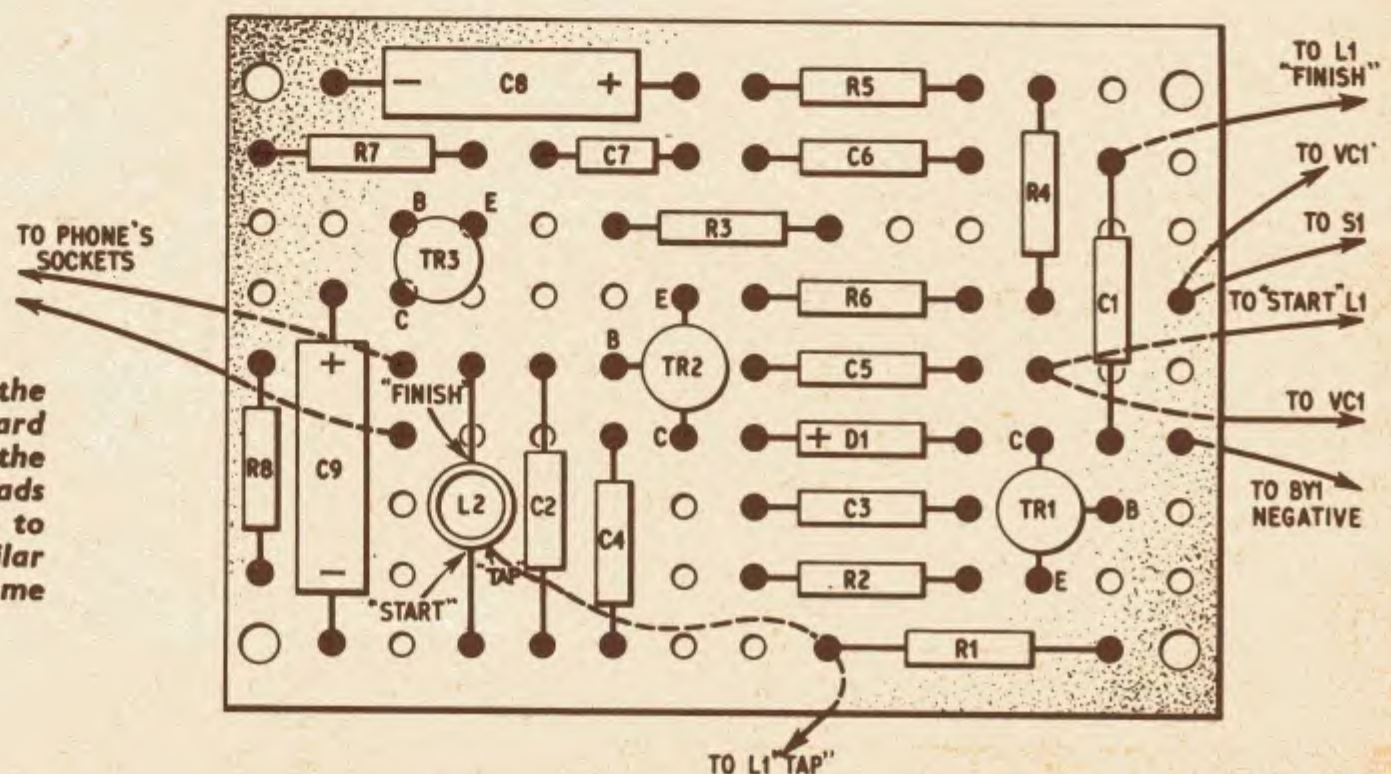 TO L1
"FINISH"
TO VC1
TO S1
TO "START" L1
TO VC1
TO BY1
NEGATIVE
TO L1 "TAP"
TO PHONE'S
SOCKETS
the
ard
the
ads
to
ilar
me
- C8 +
R5
R7
C7
C6
R4
B
E
TR3
C
R3
C1
E
R6
B
TR2
C
C5
+ D1
C
TR1
B
E
C3
R2
R1
R8
+
C9
-
"FINISH"
L2
"START"
"TAP"
C2
C4